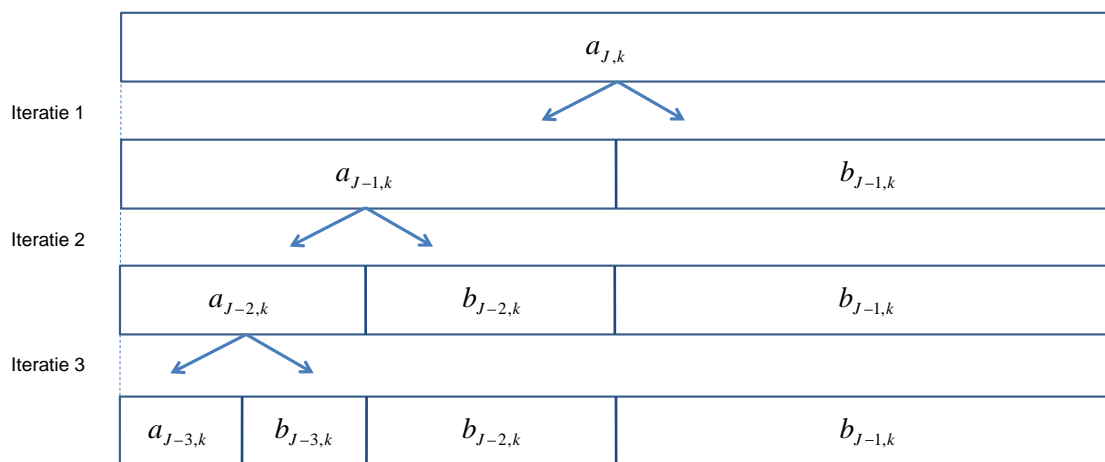 a_{J,k}
Iteratie 1
a_{J-1,k} b_{J-1,k}
Iteratie 2
a_{J-2,k} b_{J-2,k} b_{J-1,k}
Iteratie 3
a_{J-3,k} b_{J-3,k} b_{J-2,k} b_{J-1,k}